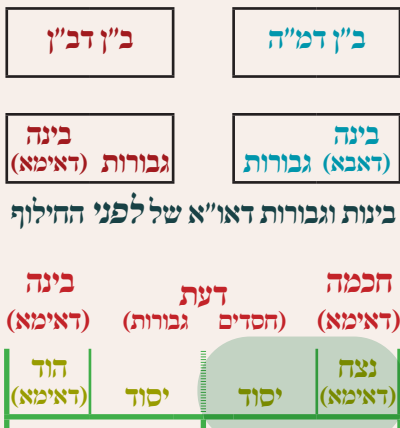 ב"ן דמ"ה
ב"ן דב"ן
בינה
(דאבא) גבורות
בינה
גבורות (דאימא)
בינות וגבורות דאו"א של לפני החילוף
חכמה
(דאימא)
דעת
(חסדים גבורות)
בינה
(דאימא)
נצח
(דאימא)
יסוד
יסוד
הוד
(דאימא)